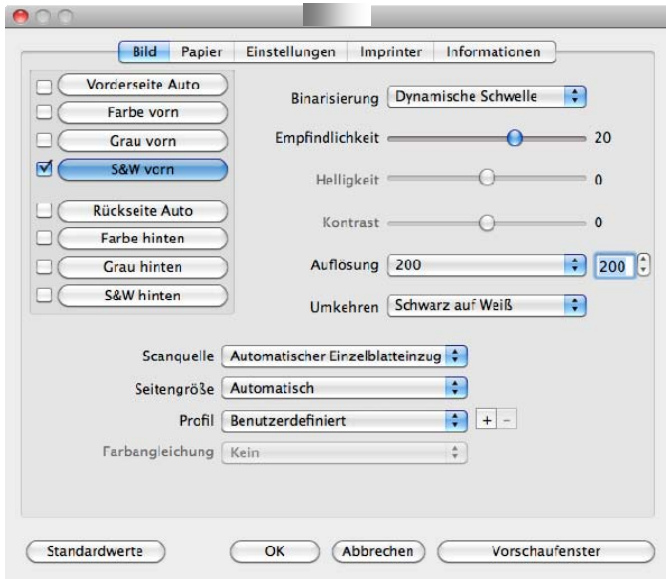 Bild Papier Einstellungen Imprinter Informationen
Vorderseite Auto
Farbe vorn
Grau vorn
S&W vorn
Rückseite Auto
Farbe hinten
Grau hinten
S&W hinten
Binarisierung Dynamische Schwelle
Empfindlichkeit 20
Helligkeit 0
Kontrast 0
Auflösung 200 200
Umkehren Schwarz auf Weiß
Scanquelle Automatischer Einzelblatteinzug
Seitengröße Automatisch
Profil Benutzerdefiniert + -
Farbangleichung Kein
Standardwerte OK Abbrechen Vorschaufenster